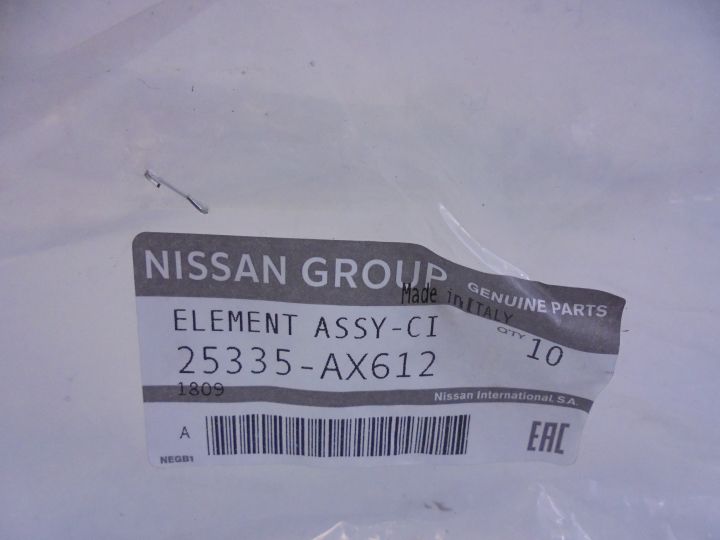 NISSAN GROUP
Made in ITALY
GENUINE PARTS
ELEMENT ASSY-CI
QTY 10
25335-AX612
1809
Nissan International S.A.
A
EAC
NEGB1